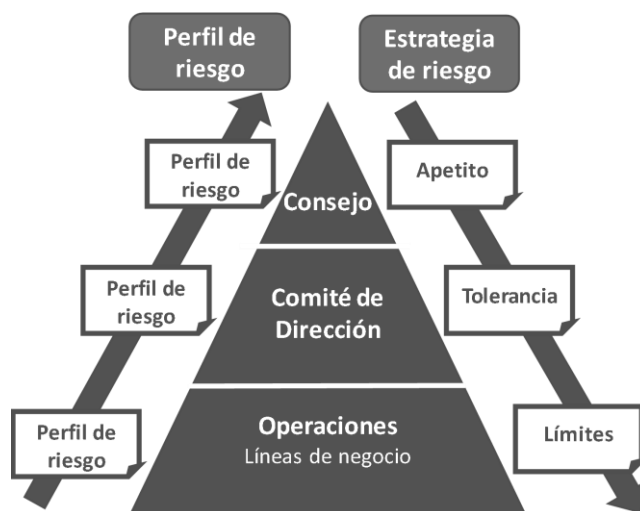 Perfil de
riesgo
Estrategia
de riesgo
Perfil de
riesgo
Consejo
Apetito
Perfil de
riesgo
Comité de
Dirección
Tolerancia
Perfil de
riesgo
Operaciones
Líneas de negocio
Límites